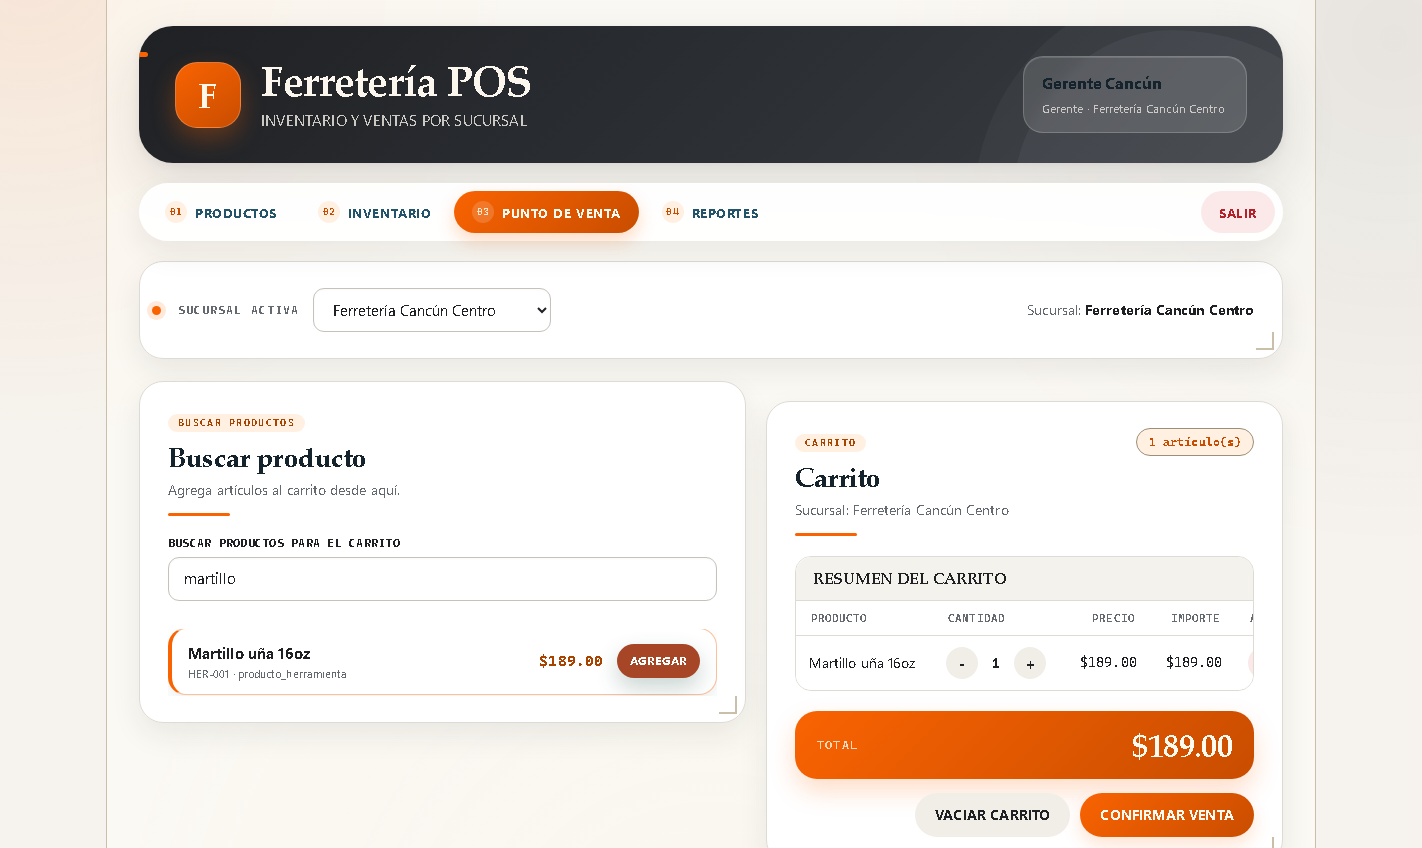 F
Ferretería POS
INVENTARIO Y VENTAS POR SUCURSAL
Gerente Cancún
Gerente · Ferretería Cancún Centro
01 PRODUCTOS
02 INVENTARIO
03 PUNTO DE VENTA
04 REPORTES
SALIR
SUCURSAL ACTIVA
Ferretería Cancún Centro
Sucursal: Ferretería Cancún Centro
BUSCAR PRODUCTOS
Buscar producto
Agrega artículos al carrito desde aquí.
BUSCAR PRODUCTOS PARA EL CARRITO
martillo
Martillo uña 16oz
HER-001 · producto_herramienta
$189.00
AGREGAR
CARRITO
1 artículo(s)
Carrito
Sucursal: Ferretería Cancún Centro
RESUMEN DEL CARRITO
PRODUCTO CANTIDAD PRECIO IMPORTE
Martillo uña 16oz - 1 + $189.00 $189.00
TOTAL $189.00
VACIAR CARRITO
CONFIRMAR VENTA